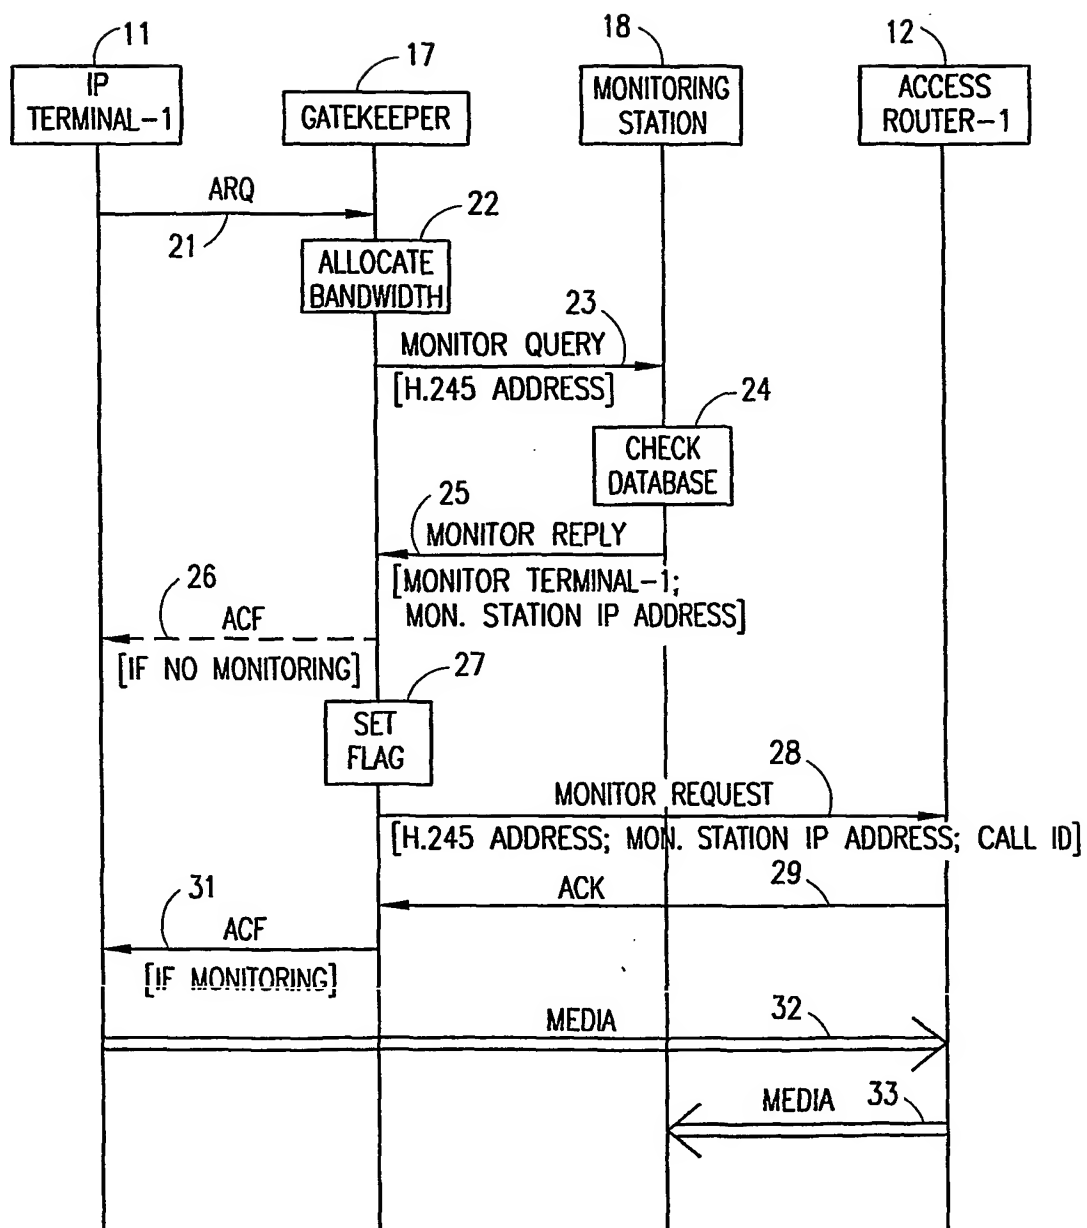 11
17
18
12
IP
TERMINAL-1
GATEKEEPER
MONITORING
STATION
ACCESS
ROUTER-1
ARQ
21
22
ALLOCATE
BANDWIDTH
23
MONITOR QUERY
[H.245 ADDRESS]
24
CHECK
DATABASE
25
MONITOR REPLY
[MONITOR TERMINAL-1;
MON. STATION IP ADDRESS]
26
ACF
[IF NO MONITORING]
27
SET
FLAG
28
MONITOR REQUEST
[H.245 ADDRESS; MON. STATION IP ADDRESS; CALL ID]
ACK
29
31
ACF
[IF MONITORING]
MEDIA
32
MEDIA
33